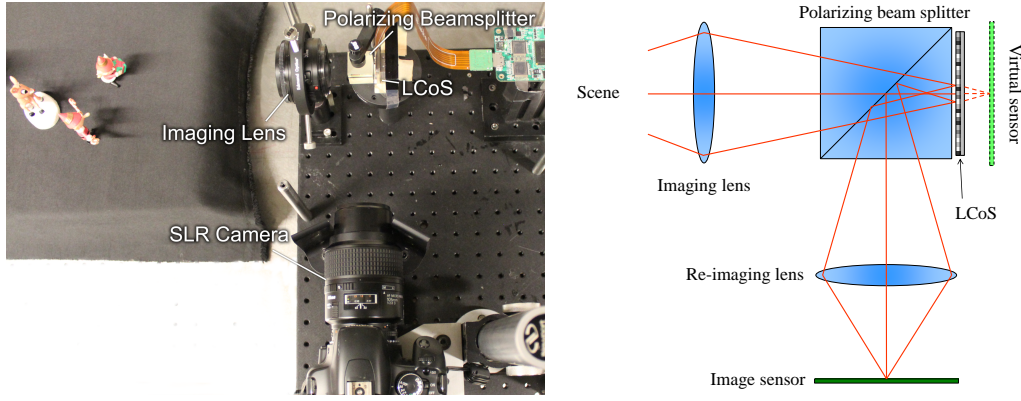 Polarizing Beamsplitter
LCoS
Imaging Lens
SLR Camera
Polarizing beam splitter
Scene
Virtual sensor
Imaging lens
LCoS
Re-imaging lens
Image sensor